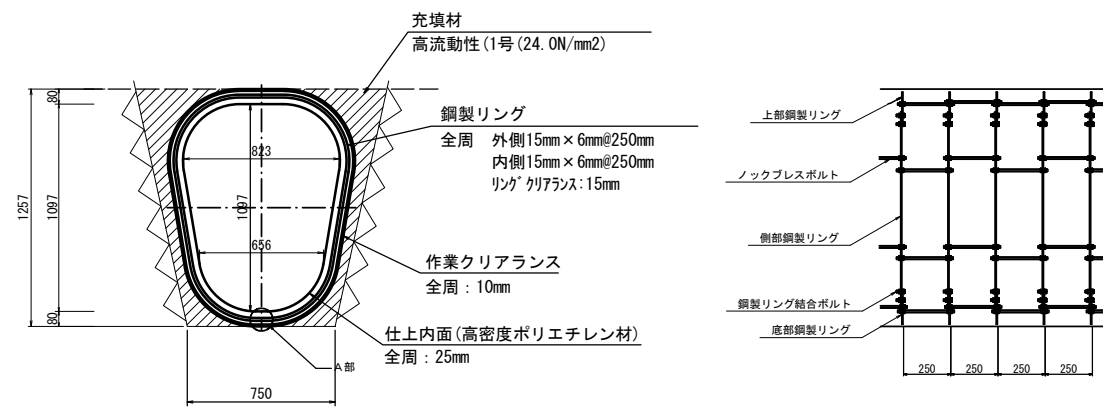 充填材
高流動性(1号(24.0N/mm2)
鋼製リング
全周 外側15mm×6mm@250mm
内側15mm×6mm@250mm
リング クリアランス:15mm
作業クリアランス
全周:10mm
仕上内面(高密度ポリエチレン材)
全周:25mm
A部
80
1097
80
1257
823
1097
656
750
上部鋼製リング
ノックブレスボルト
側部鋼製リング
鋼製リング結合ボルト
底部鋼製リング
250
250
250
250